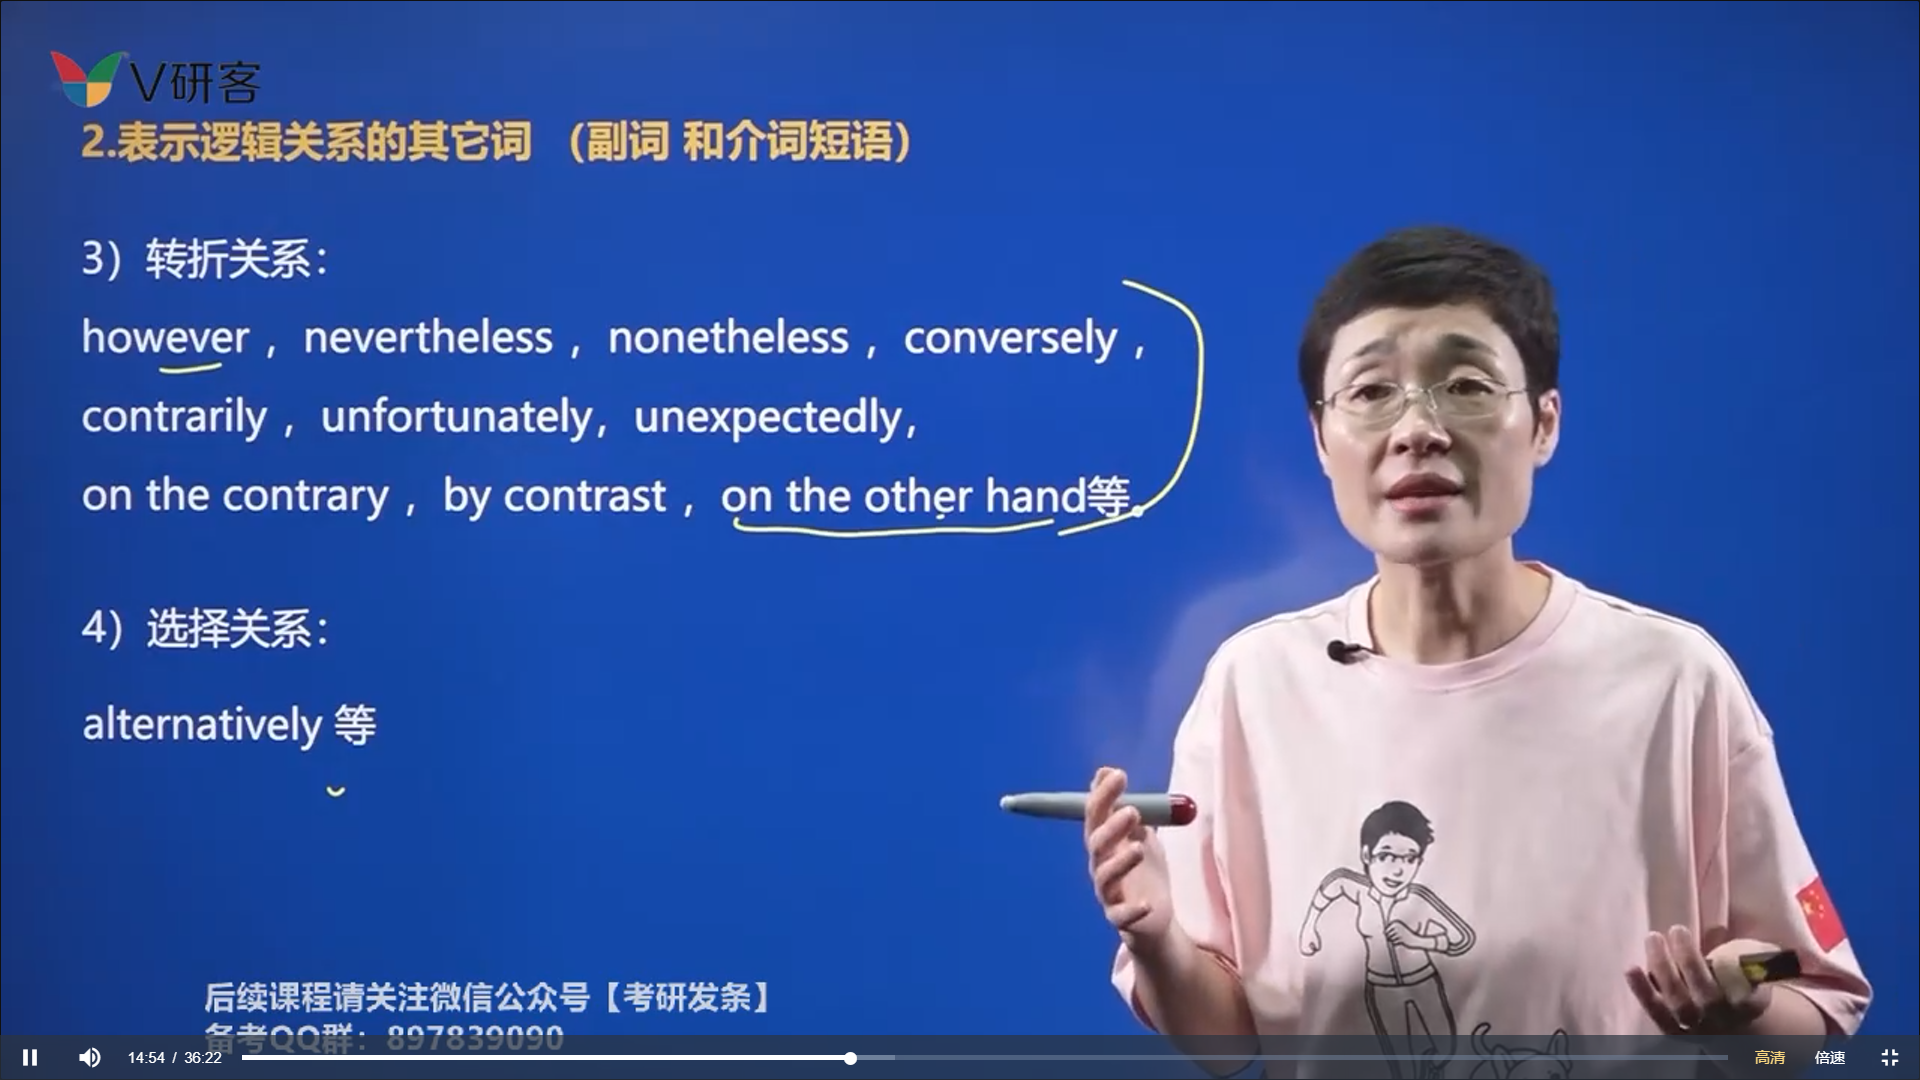 V研客
2.表示逻辑关系的其它词 （副词 和介词短语）
3）转折关系：
however ，nevertheless ，nonetheless ，conversely ，
contrarily ，unfortunately，unexpectedly，
on the contrary ，by contrast ，on the other hand等。
4）选择关系：
alternatively 等
后续课程请关注微信公众号【考研发条】
备考QQ群：897839090
14:54 / 36:22 高清 倍速